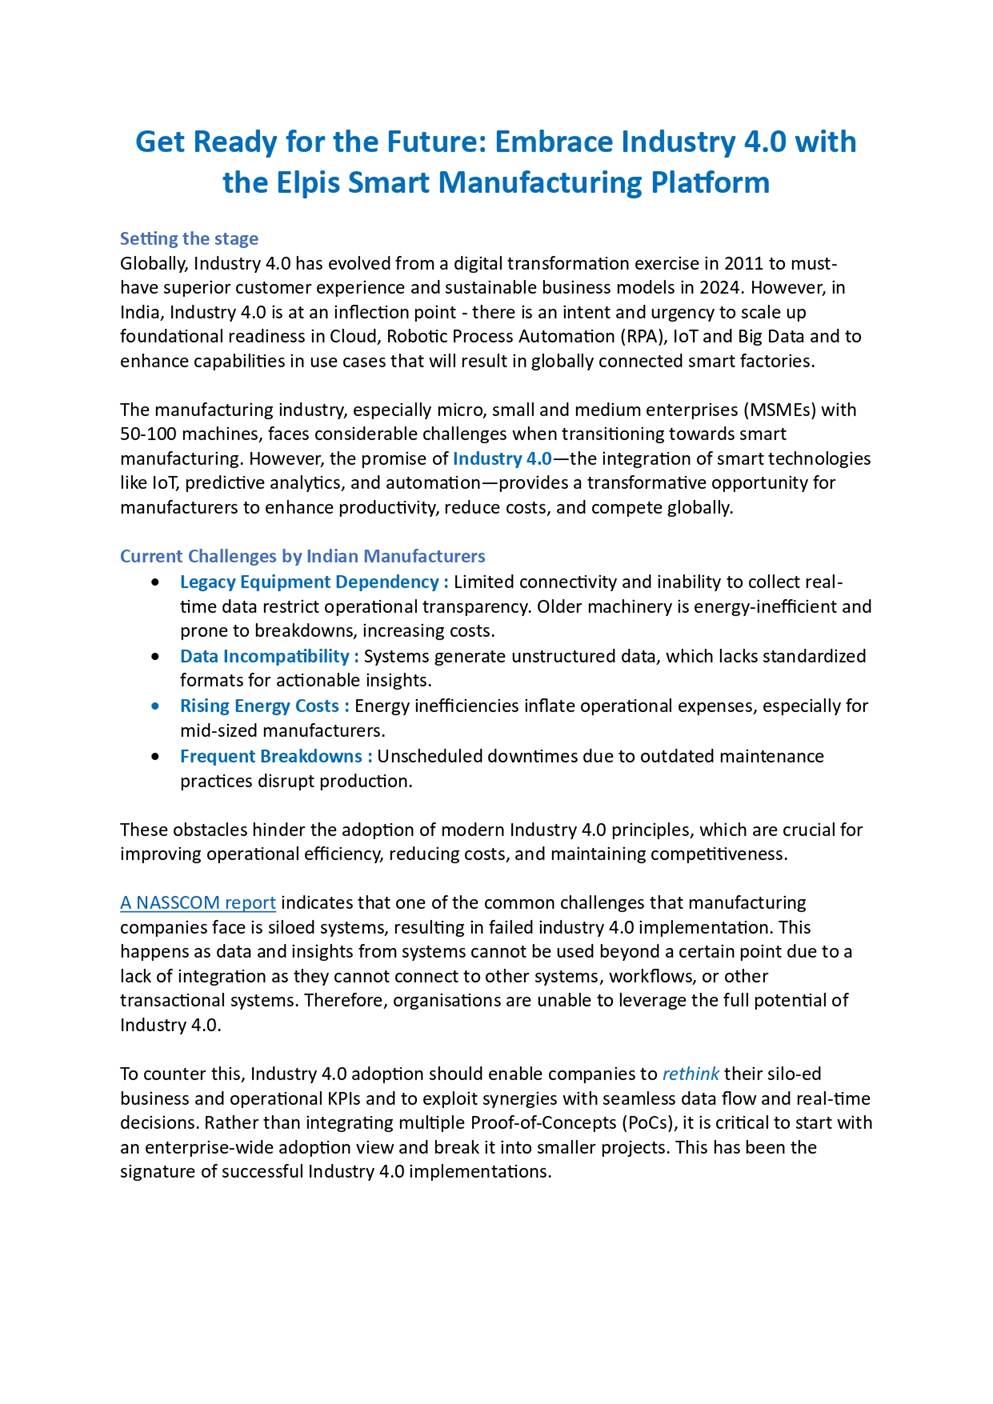 Get Ready for the Future: Embrace Industry 4.0 with
the Elpis Smart Manufacturing Platform
Setting the stage
Globally, Industry 4.0 has evolved from a digital transformation exercise in 2011 to must-
have superior customer experience and sustainable business models in 2024. However, in
India, Industry 4.0 is at an inflection point - there is an intent and urgency to scale up
foundational readiness in Cloud, Robotic Process Automation (RPA), IoT and Big Data and to
enhance capabilities in use cases that will result in globally connected smart factories.
The manufacturing industry, especially micro, small and medium enterprises (MSMEs) with
50-100 machines, faces considerable challenges when transitioning towards smart
manufacturing. However, the promise of Industry 4.0—the integration of smart technologies
like IoT, predictive analytics, and automation—provides a transformative opportunity for
manufacturers to enhance productivity, reduce costs, and compete globally.
Current Challenges by Indian Manufacturers
• Legacy Equipment Dependency : Limited connectivity and inability to collect real-
time data restrict operational transparency. Older machinery is energy-inefficient and
prone to breakdowns, increasing costs.
• Data Incompatibility : Systems generate unstructured data, which lacks standardized
formats for actionable insights.
• Rising Energy Costs : Energy inefficiencies inflate operational expenses, especially for
mid-sized manufacturers.
• Frequent Breakdowns : Unscheduled downtimes due to outdated maintenance
practices disrupt production.
These obstacles hinder the adoption of modern Industry 4.0 principles, which are crucial for
improving operational efficiency, reducing costs, and maintaining competitiveness.
A NASSCOM report indicates that one of the common challenges that manufacturing
companies face is siloed systems, resulting in failed industry 4.0 implementation. This
happens as data and insights from systems cannot be used beyond a certain point due to a
lack of integration as they cannot connect to other systems, workflows, or other
transactional systems. Therefore, organisations are unable to leverage the full potential of
Industry 4.0.
To counter this, Industry 4.0 adoption should enable companies to rethink their silo-ed
business and operational KPIs and to exploit synergies with seamless data flow and real-time
decisions. Rather than integrating multiple Proof-of-Concepts (PoCs), it is critical to start with
an enterprise-wide adoption view and break it into smaller projects. This has been the
signature of successful Industry 4.0 implementations.